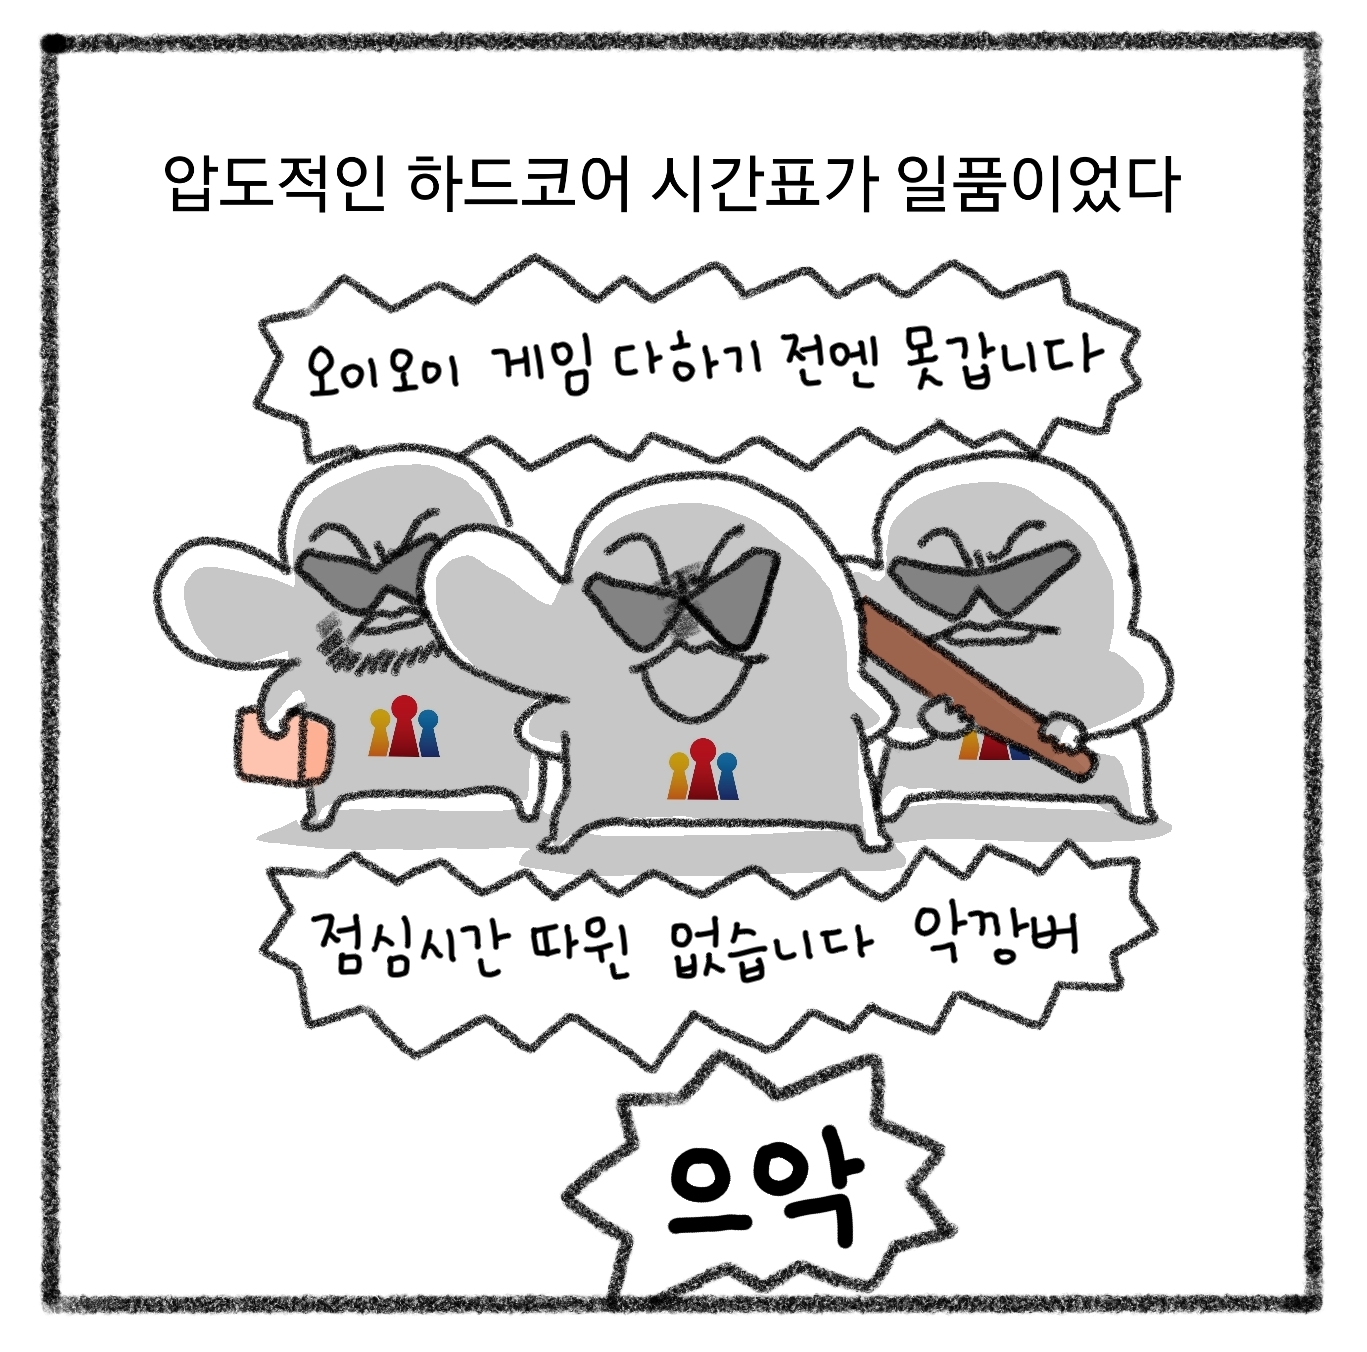 압도적인 하드코어 시간표가 일품이었다
오이오이 게임 다하기 전엔 못갑니다
점심시간 따윈 없습니다 악깡버
으악